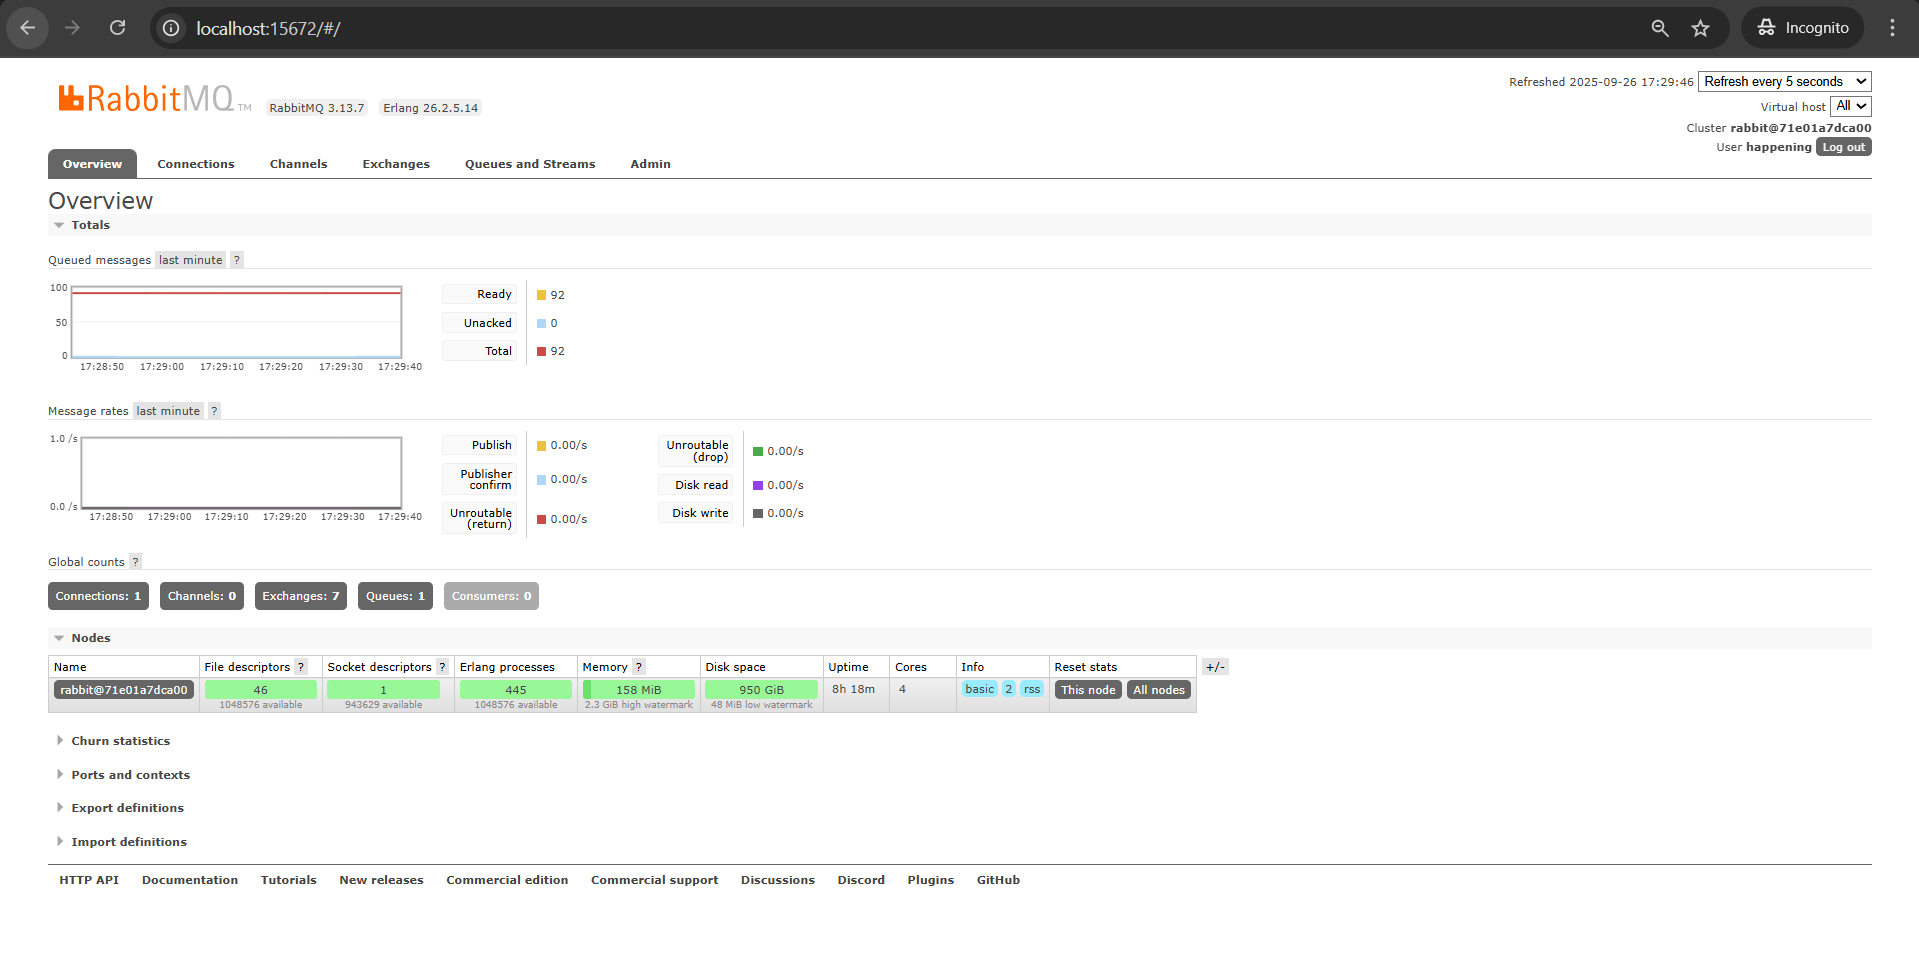 localhost:15672/#/
Incognito
RabbitMQ TM RabbitMQ 3.13.7 Erlang 26.2.5.14
Refreshed 2025-09-26 17:29:46 Refresh every 5 seconds
Virtual host All
Cluster rabbit@71e01a7dca00
User happening Log out
Overview Connections Channels Exchanges Queues and Streams Admin
Overview
Totals
Queued messages last minute ?
100
50
0
17:28:50 17:29:00 17:29:10 17:29:20 17:29:30 17:29:40
Ready 92
Unacked 0
Total 92
Message rates last minute ?
1.0 /s
0.0 /s
17:28:50 17:29:00 17:29:10 17:29:20 17:29:30 17:29:40
Publish 0.00/s
Publisher
confirm 0.00/s
Unroutable
(return) 0.00/s
Unroutable
(drop) 0.00/s
Disk read 0.00/s
Disk write 0.00/s
Global counts ?
Connections: 1 Channels: 0 Exchanges: 7 Queues: 1 Consumers: 0
Nodes
Name File descriptors ? Socket descriptors ? Erlang processes Memory ? Disk space Uptime Cores Info Reset stats +/-
rabbit@71e01a7dca00 46 1 445 158 MiB 950 GiB 8h 18m 4 basic 2 rss This node All nodes
1048576 available 943629 available 1048576 available 2.3 GiB high watermark 48 MiB low watermark
Churn statistics
Ports and contexts
Export definitions
Import definitions
HTTP API Documentation Tutorials New releases Commercial edition Commercial support Discussions Discord Plugins GitHub